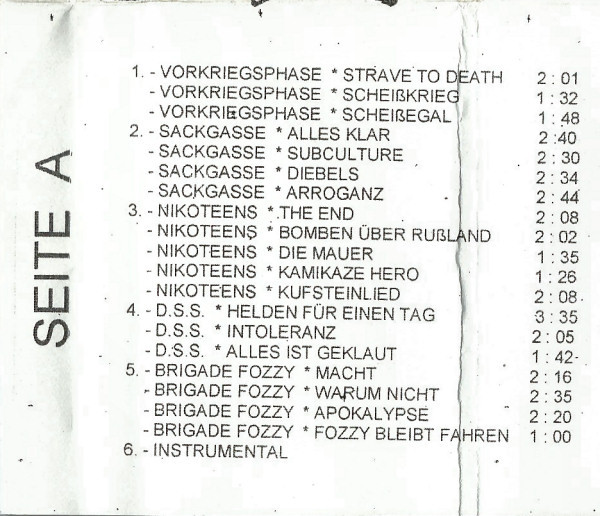 SEITE A
1. - VORKRIEGSPHASE * STRAVE TO DEATH 2 : 01
- VORKRIEGSPHASE * SCHEIßKRIEG 1 : 32
- VORKRIEGSPHASE * SCHEIßEGAL 1 : 48
2. - SACKGASSE * ALLES KLAR 2 : 40
- SACKGASSE * SUBCULTURE 2 : 30
- SACKGASSE * DIEBELS 2 : 34
- SACKGASSE * ARROGANZ 2 : 44
3. - NIKOTEENS * THE END 2 : 08
- NIKOTEENS * BOMBEN ÜBER RUßLAND 2 : 02
- NIKOTEENS * DIE MAUER 1 : 35
- NIKOTEENS * KAMIKAZE HERO 1 : 26
- NIKOTEENS * KUFSTEINLIED 2 : 08
4. - D.S.S. * HELDEN FÜR EINEN TAG 3 : 35
- D.S.S. * INTOLERANZ 2 : 05
- D.S.S. * ALLES IST GEKLAUT 1 : 42
5. - BRIGADE FOZZY * MACHT 2 : 16
- BRIGADE FOZZY * WARUM NICHT 2 : 35
- BRIGADE FOZZY * APOKALYPSE 2 : 20
- BRIGADE FOZZY * FOZZY BLEIBT FAHREN 1 : 00
6. - INSTRUMENTAL